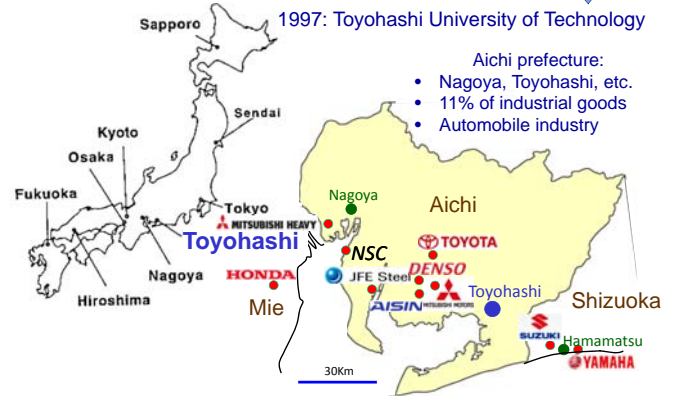 1997: Toyohashi University of Technology
Sapporo
Aichi prefecture:
• Nagoya, Toyohashi, etc.
• 11% of industrial goods
• Automobile industry
Sendai
Kyoto
Osaka
Fukuoka
Tokyo
Toyohashi
Nagoya
Hiroshima
Nagoya
Aichi
MITSUBISHI HEAVY
NSC
TOYOTA
DENSO
HONDA
JFE Steel
MITSUBISHI MOTORS
AISIN
Toyohashi
Mie
Shizuoka
SUZUKI
Hamamatsu
YAMAHA
30Km